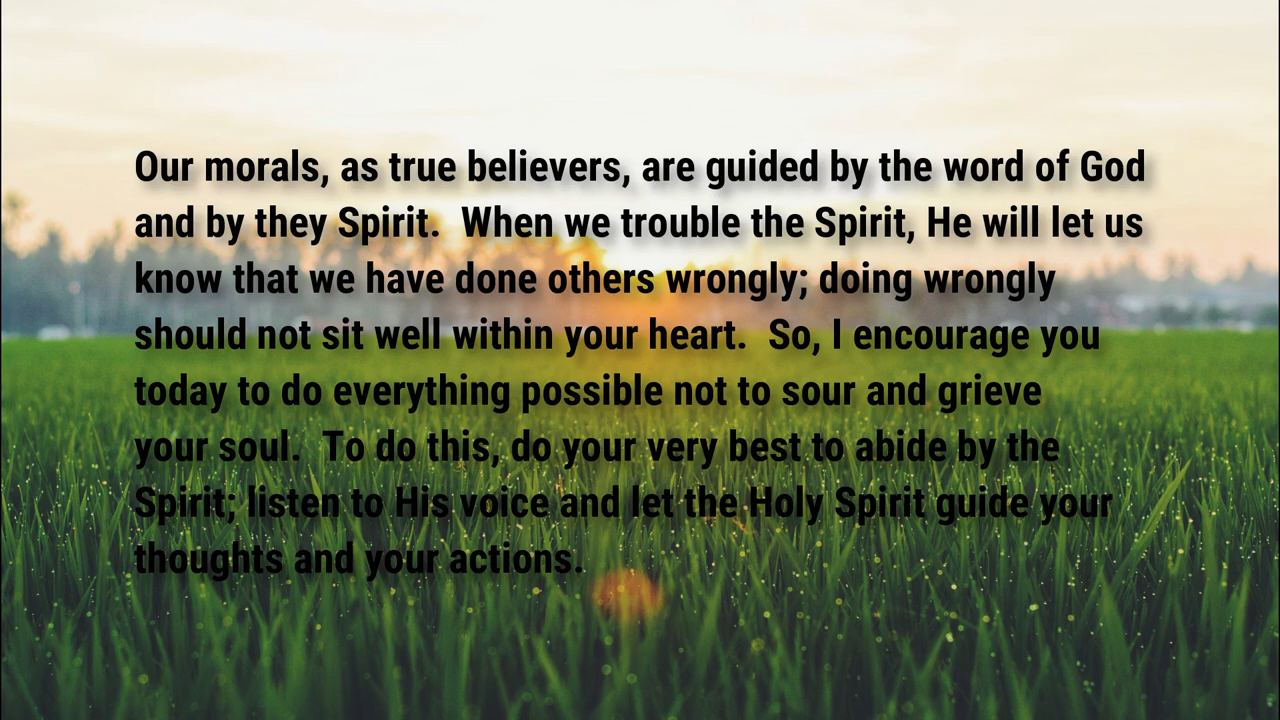 Our morals, as true believers, are guided by the word of God
and by they Spirit.  When we trouble the Spirit, He will let us
know that we have done others wrongly; doing wrongly
should not sit well within your heart.  So, I encourage you
today to do everything possible not to sour and grieve
your soul.  To do this, do your very best to abide by the
Spirit; listen to His voice and let the Holy Spirit guide your
thoughts and your actions.